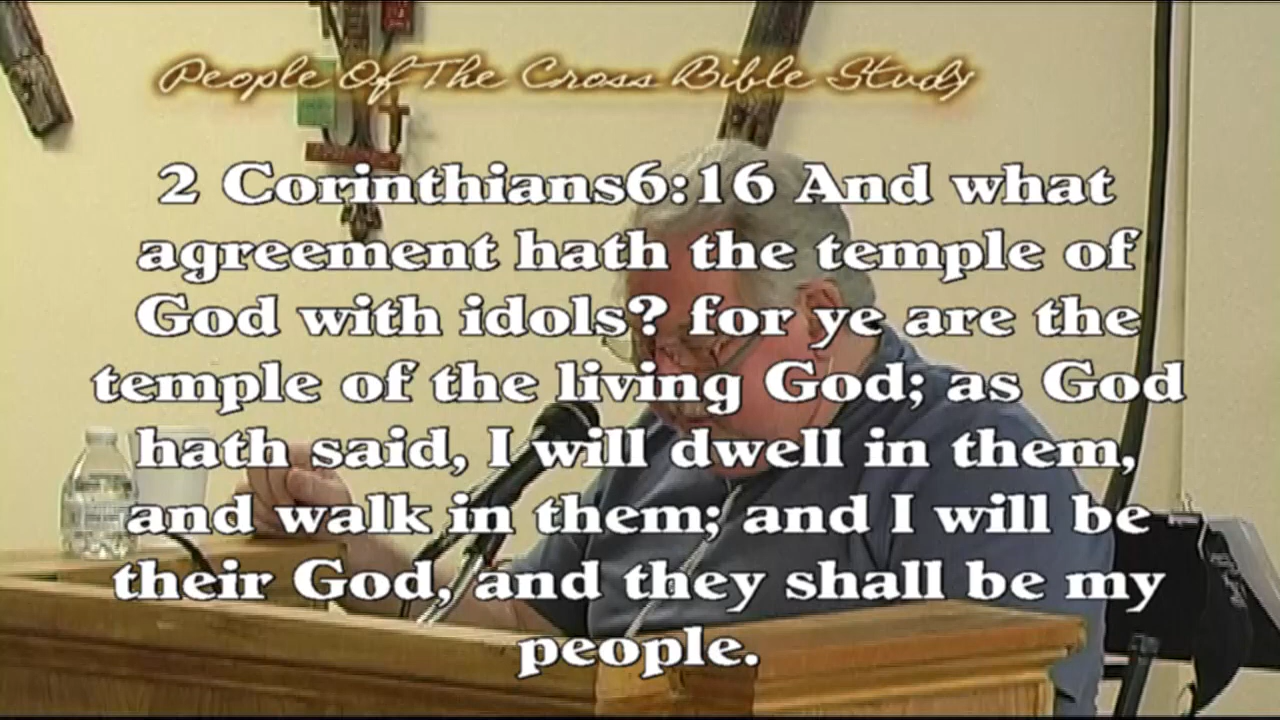 People Of The Cross Bible Study
2 Corinthians6:16 And what
agreement hath the temple of
God with idols? for ye are the
temple of the living God; as God
hath said, I will dwell in them,
and walk in them; and I will be
their God, and they shall be my
people.